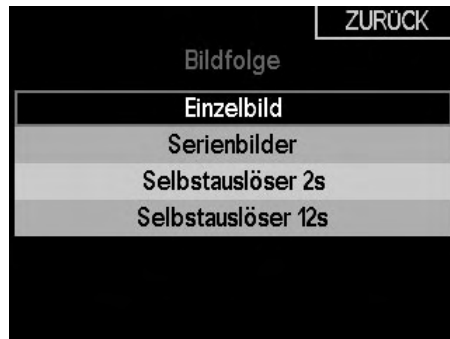 ZURÜCK
Bildfolge
Einzelbild
Serienbilder
Selbstauslöser 2s
Selbstauslöser 12s